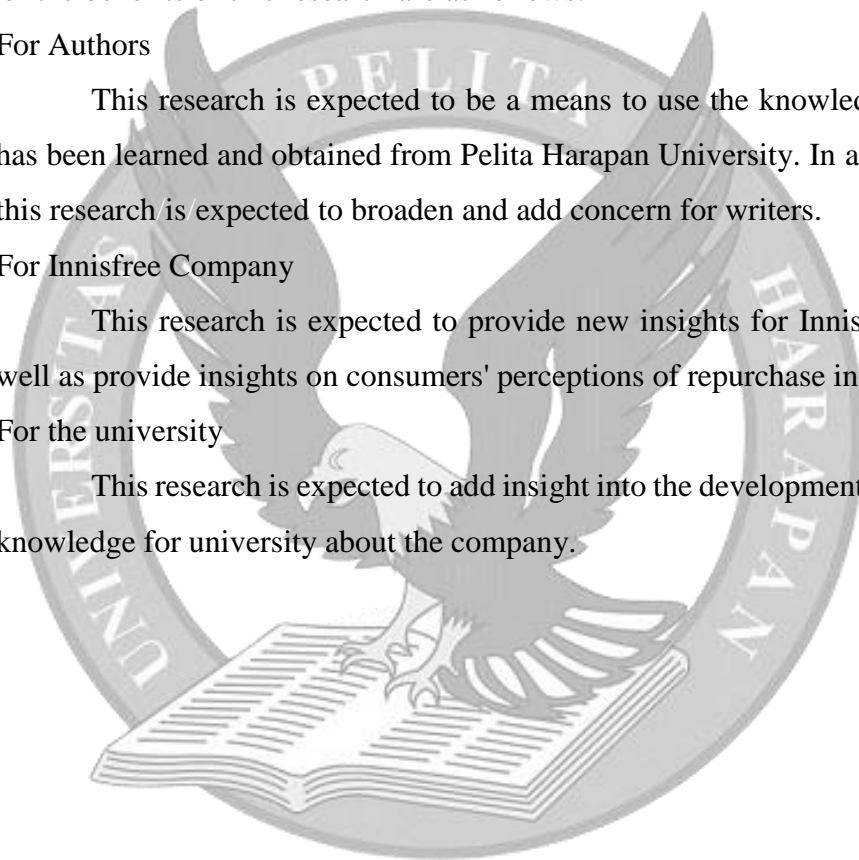 For Authors
This research is expected to be a means to use the
has been learned and obtained from Pelita Harapan University. In
this research is expected to broaden and add concern for writers.
For Innisfree Company
This research is expected to provide new insights for
well as provide insights on consumers' perceptions of repurchase
For the university
This research is expected to add insight into the development
knowledge for university about the company.
UNIVERSITAS PELITA HARAPAN